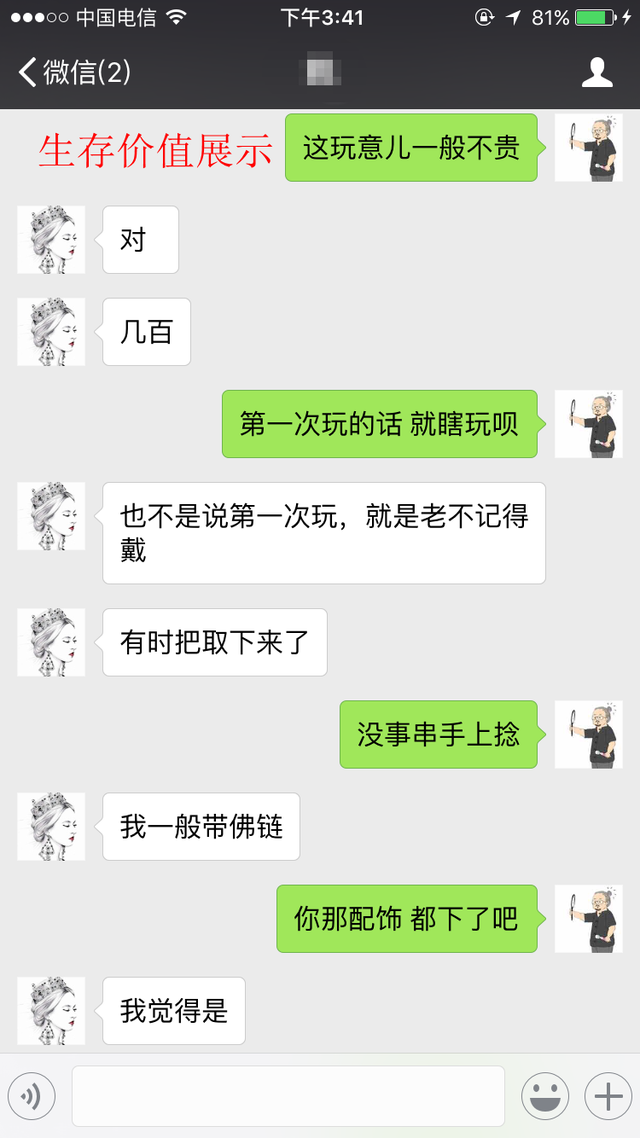 中国电信
下午3:41
81%
微信(2)
生存价值展示
这玩意儿一般不贵
对
几百
第一次玩的话 就瞎玩呗
也不是说第一次玩，就是老不记得
戴
有时把取下来了
没事串手上捻
我一般带佛链
你那配饰 都下了吧
我觉得是